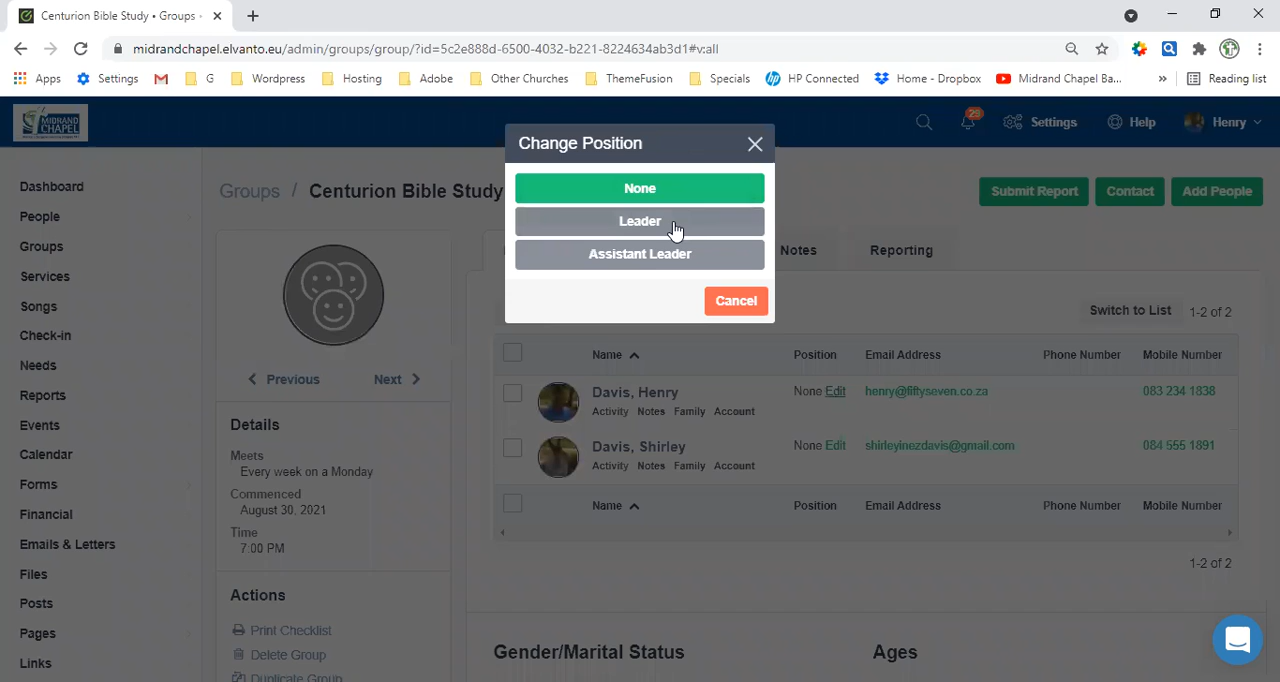 Centurion Bible Study • Groups
midrandchapel.elvanto.eu/admin/groups/group/?id=5c2e888d-6500-4032-b221-8224634ab3d1#v:all
Apps Settings G Wordpress Hosting Adobe Other Churches ThemeFusion Specials HP Connected Home - Dropbox Midrand Chapel Ba... » Reading list
MIDRAND CHAPEL
29
Settings Help Henry
Change Position
None
Leader
Assistant Leader
Cancel
Dashboard
People
Groups
Services
Songs
Check-in
Needs
Reports
Events
Calendar
Forms
Financial
Emails & Letters
Files
Posts
Pages
Links
Groups / Centurion Bible Study
Submit Report Contact Add People
Previous Next
Details
Meets
Every week on a Monday
Commenced
August 30, 2021
Time
7:00 PM
Actions
Print Checklist
Delete Group
Duplicate Group
Notes Reporting
Switch to List 1-2 of 2
Name Position Email Address Phone Number Mobile Number
Davis, Henry None Edit henry@fiftyseven.co.za 083 234 1838
Activity Notes Family Account
Davis, Shirley None Edit shirleyinezdavis@gmail.com 084 555 1891
Activity Notes Family Account
Name Position Email Address Phone Number Mobile Number
1-2 of 2
Gender/Marital Status Ages